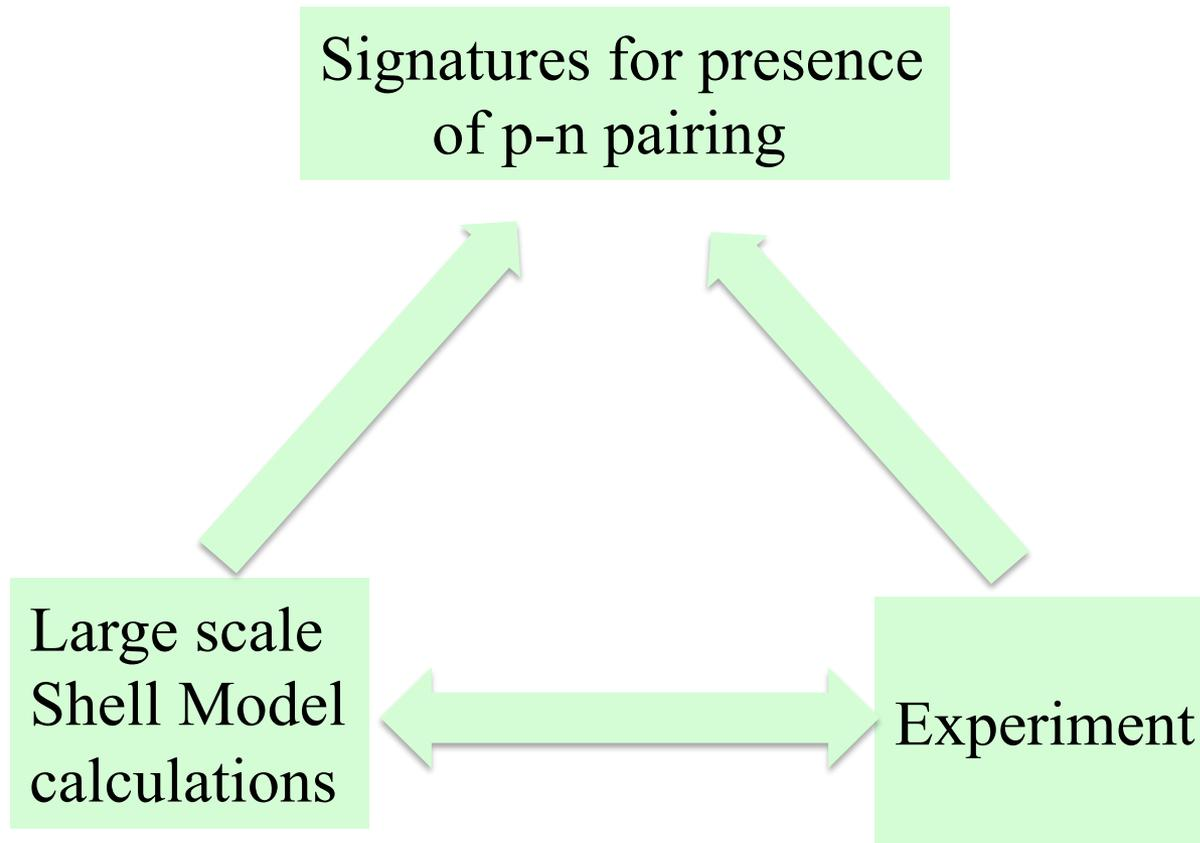 Signatures for presence
of p-n pairing
Large scale
Shell Model
calculations
Experiment